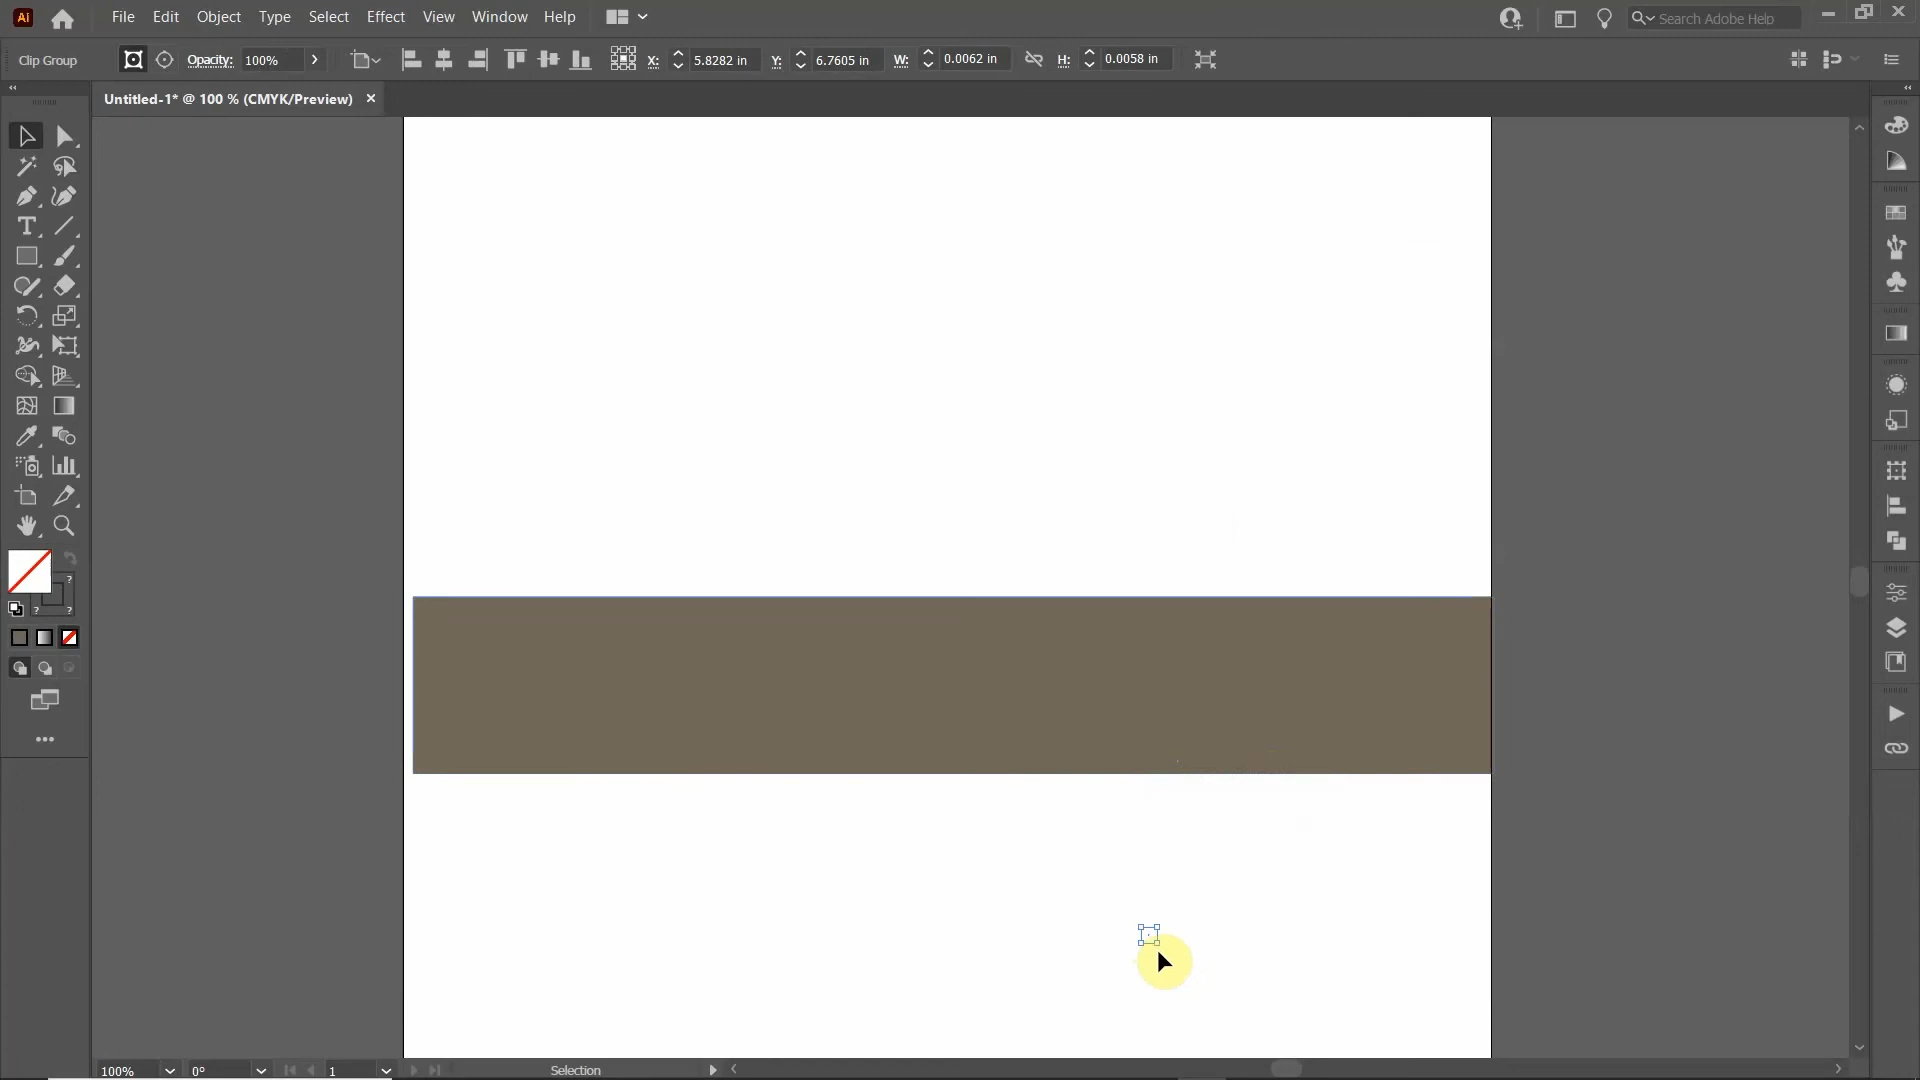 Ai File Edit Object Type Select Effect View Window Help Search Adobe Help
Clip Group Opacity: 100% X: 5.8282 in Y: 6.7605 in W: 0.0062 in H: 0.0058 in
Untitled-1* @ 100 % (CMYK/Preview)
T
?
? ?
100% 0° 1 Selection